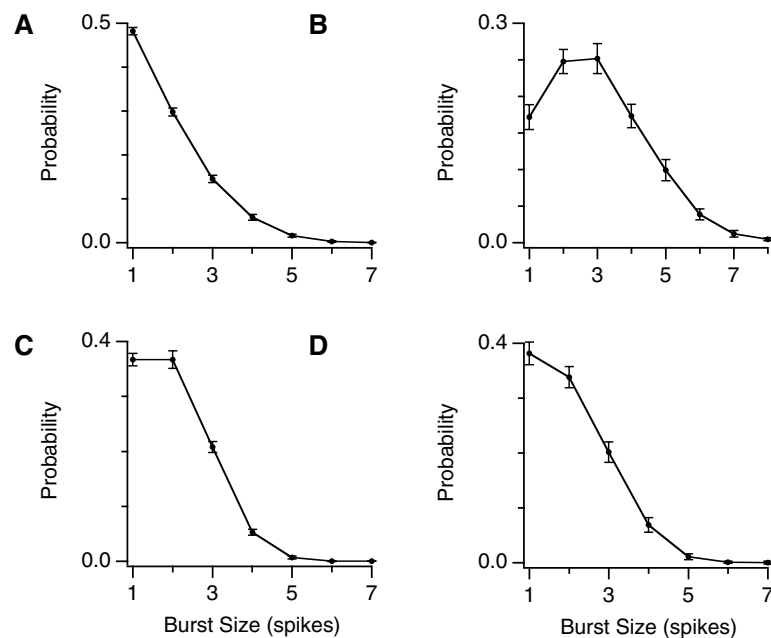 A
0.5
0.0
Probability
1 3 5 7
B
0.3
0.0
Probability
1 3 5 7
C
0.4
0.0
Probability
1 3 5 7
Burst Size (spikes)
D
0.4
0.0
Probability
1 3 5 7
Burst Size (spikes)